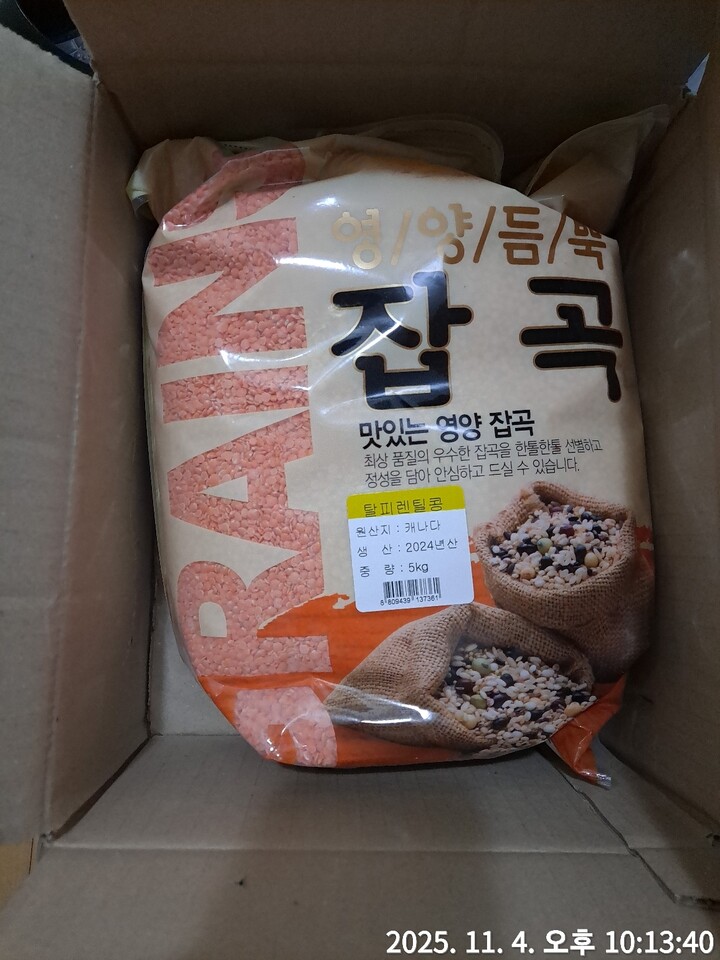 GRAINS
영/양/듬/뿍
잡곡
맛있는 영양 잡곡
최상 품질의 우수한 잡곡을 한톨한톨 선별하고
정성을 담아 안심하고 드실 수 있습니다.
탈피렌틸콩
원산지 : 캐나다
생 산 : 2024년산
중 량 : 5kg
8 809439 137361
2025. 11. 4. 오후 10:13:40